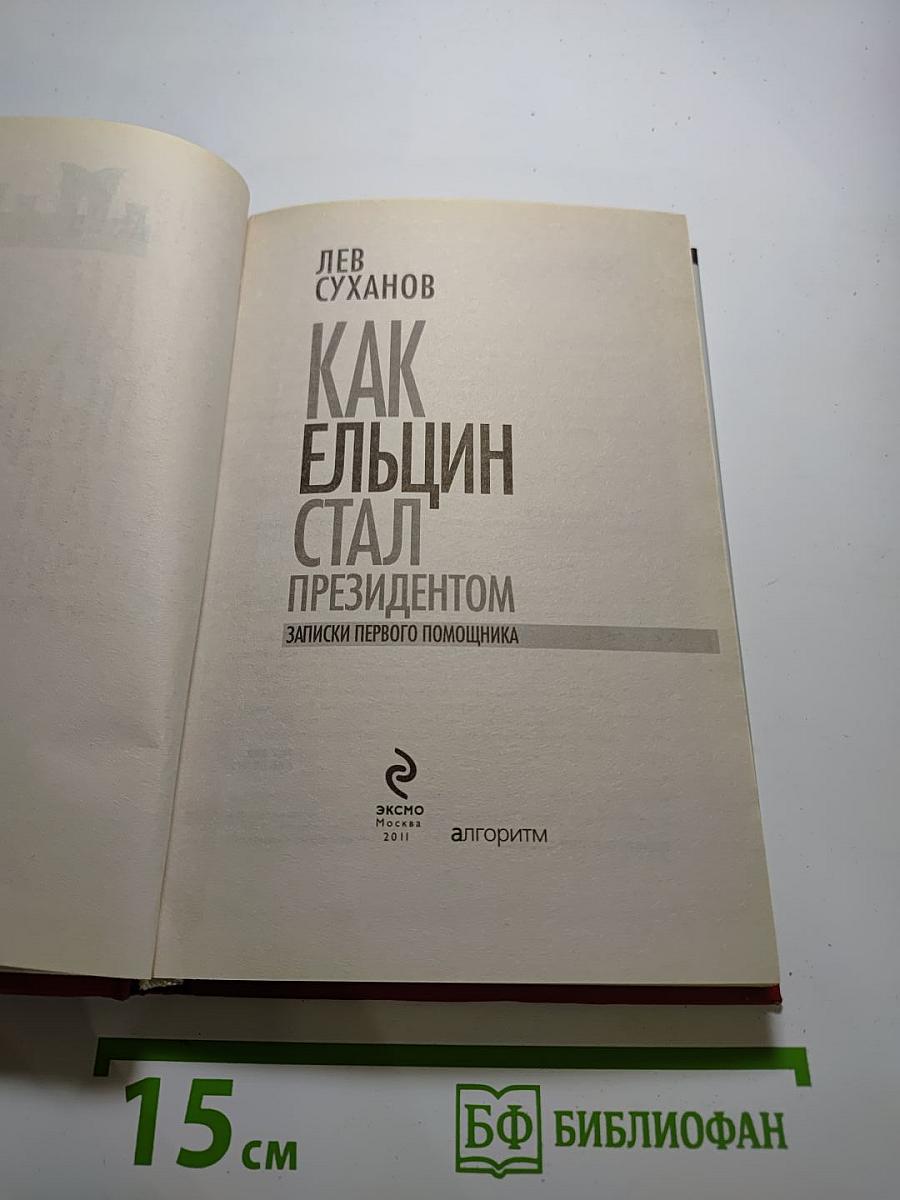 ЛЕВ
СУХАНОВ
КАК
ЕЛЬЦИН
СТАЛ
ПРЕЗИДЕНТОМ
ЗАПИСКИ ПЕРВОГО ПОМОЩНИКА
ЭКСМО
Москва
2011
алгоритм
15 см
БФ БИБЛИОФАН